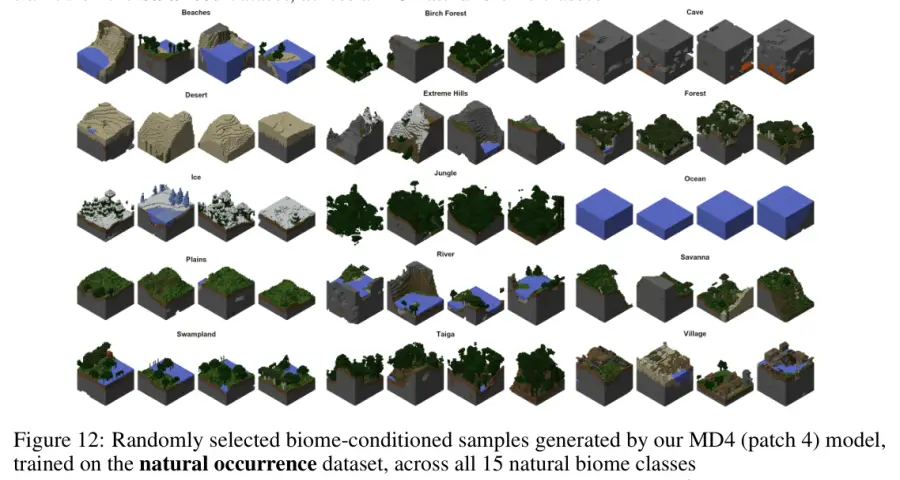 Beaches
Birch Forest
Cave
Desert
Extreme Hills
Forest
Ice
Jungle
Ocean
Plains
River
Savanna
Swampland
Taiga
Village
Figure 12: Randomly selected biome-conditioned samples generated by our MD4 (patch 4) model,
trained on the natural occurrence dataset, across all 15 natural biome classes